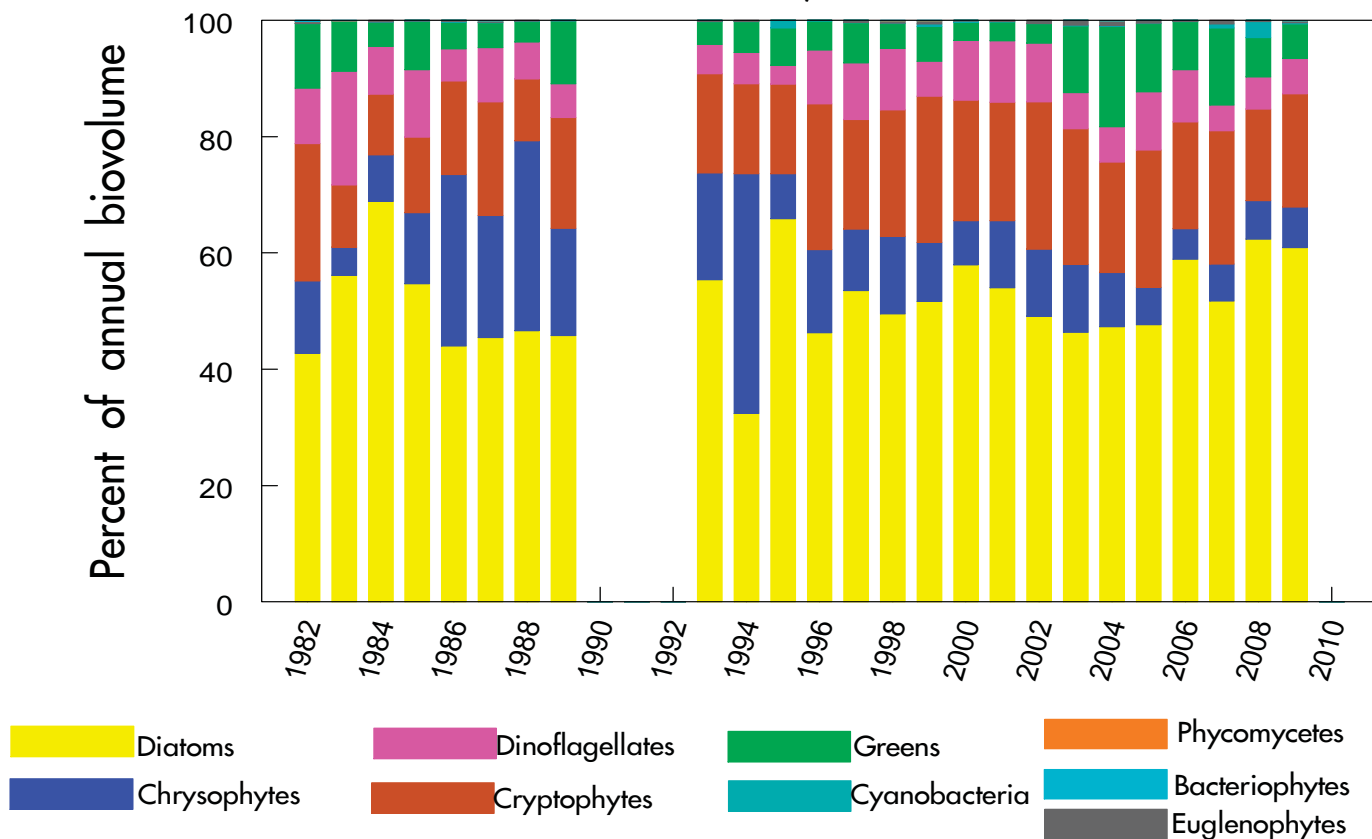 Percent of annual biovolume
100
80
60
40
20
0
1982
1984
1986
1988
1990
1992
1994
1996
1998
2000
2002
2004
2006
2008
2010
Diatoms
Dinoflagellates
Greens
Phycomycetes
Chrysophytes
Cryptophytes
Cyanobacteria
Bacteriophytes
Euglenophytes